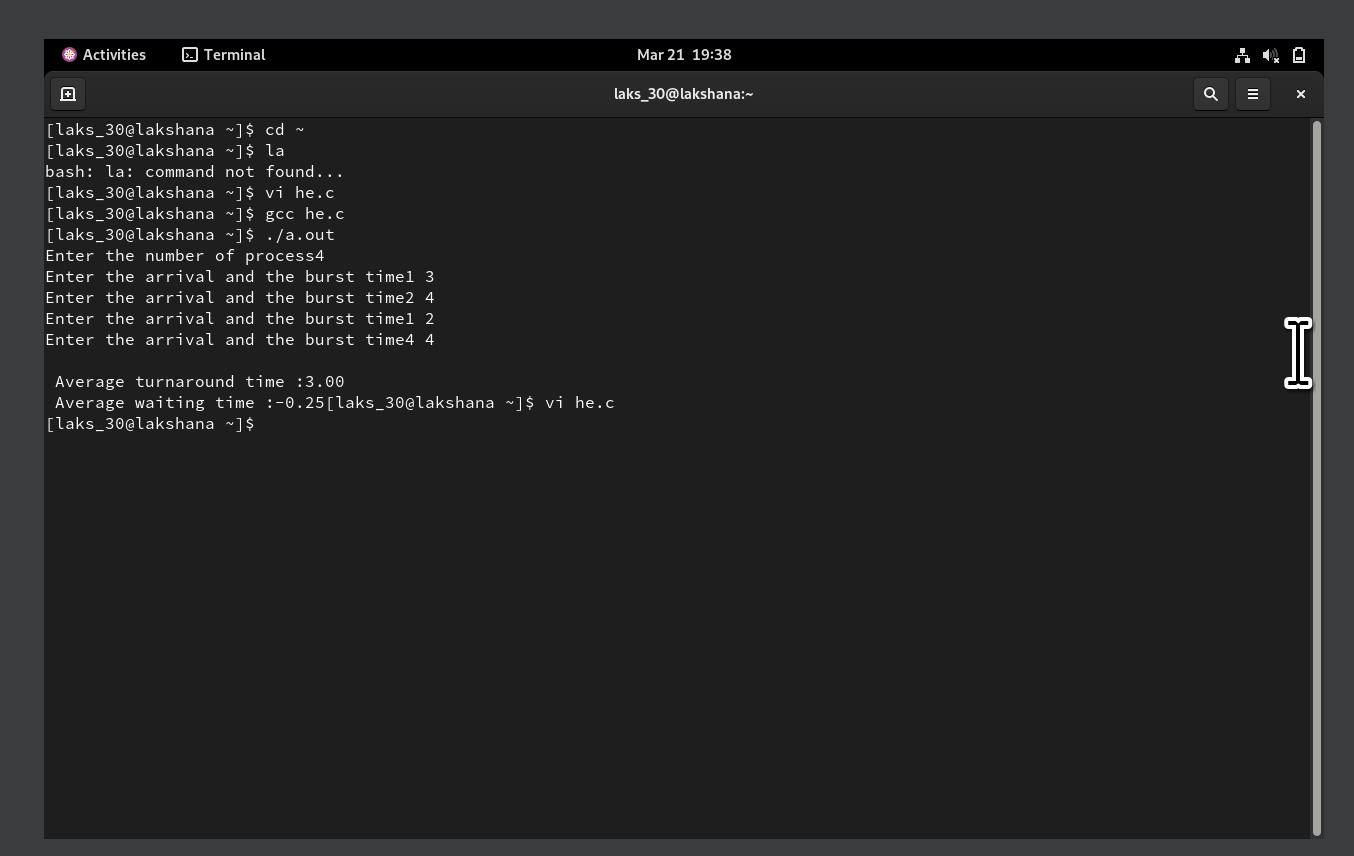 Activities Terminal Mar 21 19:38
laks_30@lakshana:~
[laks_30@lakshana ~]$ cd ~
[laks_30@lakshana ~]$ la
bash: la: command not found...
[laks_30@lakshana ~]$ vi he.c
[laks_30@lakshana ~]$ gcc he.c
[laks_30@lakshana ~]$ ./a.out
Enter the number of process4
Enter the arrival and the burst time1 3
Enter the arrival and the burst time2 4
Enter the arrival and the burst time1 2
Enter the arrival and the burst time4 4
 Average turnaround time :3.00
 Average waiting time :-0.25[laks_30@lakshana ~]$ vi he.c
[laks_30@lakshana ~]$